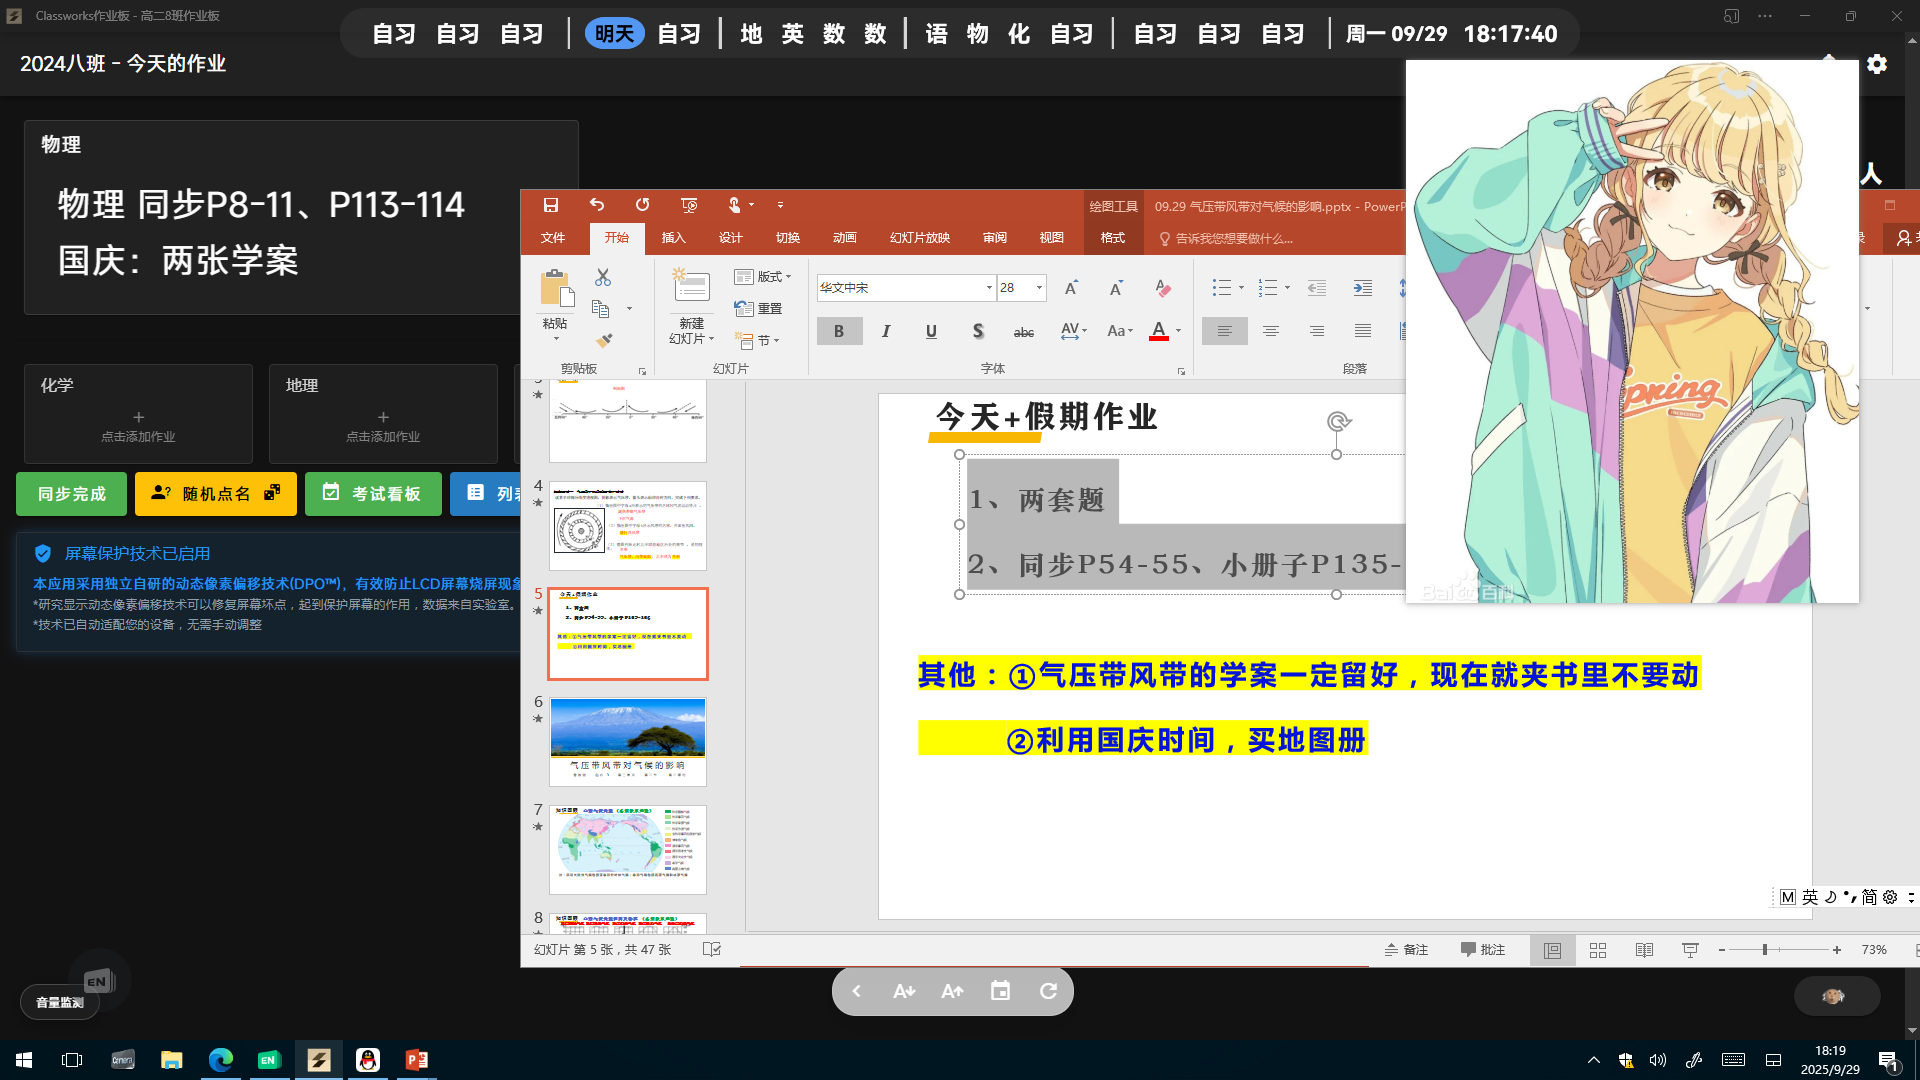 Classworks作业板 - 高二8班作业板
自习 自习 自习 明天 自习 地 英 数 数 语 物 化 自习 自习 自习 自习 周一 09/29 18:17:40
2024八班 - 今天的作业
物理
物理 同步P8-11、P113-114
国庆：两张学案
化学
点击添加作业
地理
点击添加作业
同步完成
随机点名
考试看板
屏幕保护技术已启用
本应用采用独立自研的动态像素偏移技术(DPO™)，有效防止LCD屏幕烧屏现象
*研究显示动态像素偏移技术可以修复屏幕坏点，起到保护屏幕的作用，数据来自实验室。
*技术已自动适配您的设备，无需手动调整
人
绘图工具
09.29 气压带风带对气候的影响.pptx - PowerP
文件 开始 插入 设计 切换 动画 幻灯片放映 审阅 视图 格式 告诉我您想要做什么...
粘贴
剪贴板
新建
幻灯片
版式
重置
节
幻灯片
华文中宋 28
B I U S abc AV Aa A
字体
段落
4
5
6
气压带风带对气候的影响
7
8
今天+假期作业
1、两套题
2、同步P54-55、小册子P135-
其他：①气压带风带的学案一定留好，现在就夹书里不要动
②利用国庆时间，买地图册
Spring
Bai 百科
M 英 简
幻灯片 第 5 张，共 47 张
备注 批注 73%
EN
音量监测
EN
18:19
2025/9/29
1